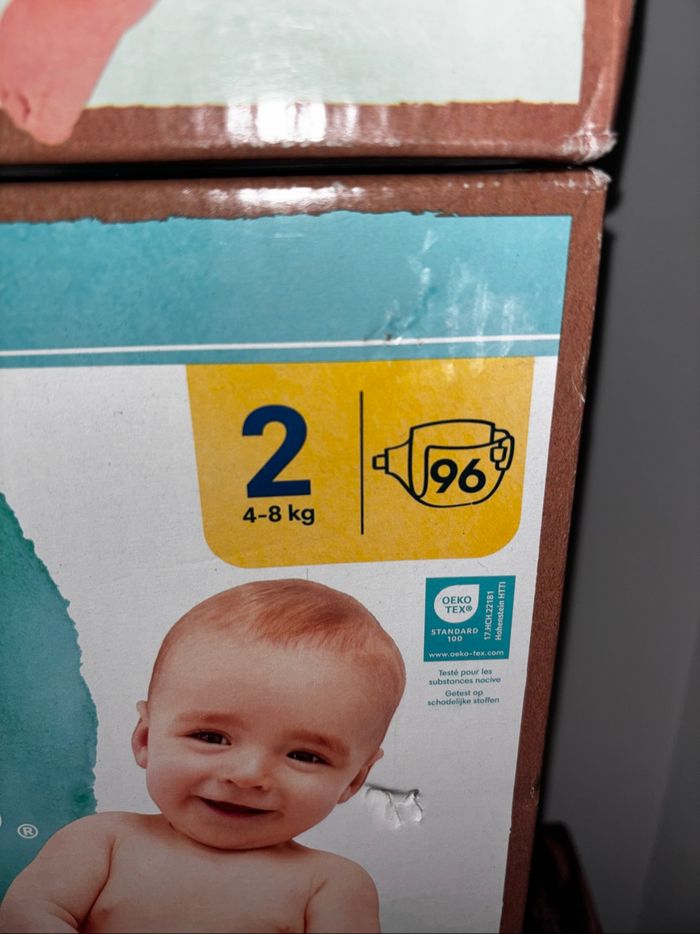 2
4-8 kg
96
OEKO
TEX®
STANDARD
100
17.HCH.22181
Hohenstein HTTI
www.oeko-tex.com
Testé pour les
substances nocive
Getest op
schadelijke stoffen
®